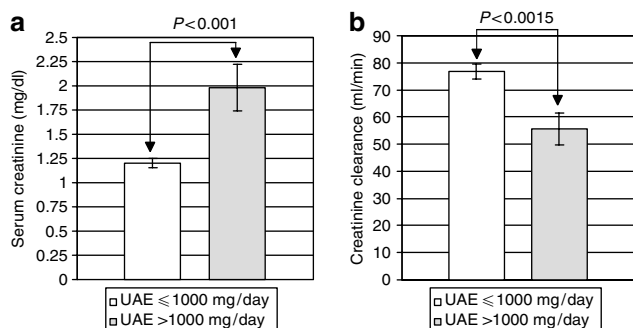 a
P<0.001
Serum creatinine (mg/dl)
2.5
2.25
2
1.75
1.5
1.25
1
0.75
0.5
0.25
0
UAE ⩽1000 mg/day
UAE >1000 mg/day
b
P<0.0015
Creatinine clearance (ml/min)
90
80
70
60
50
40
30
20
10
0
UAE ⩽1000 mg/day
UAE >1000 mg/day